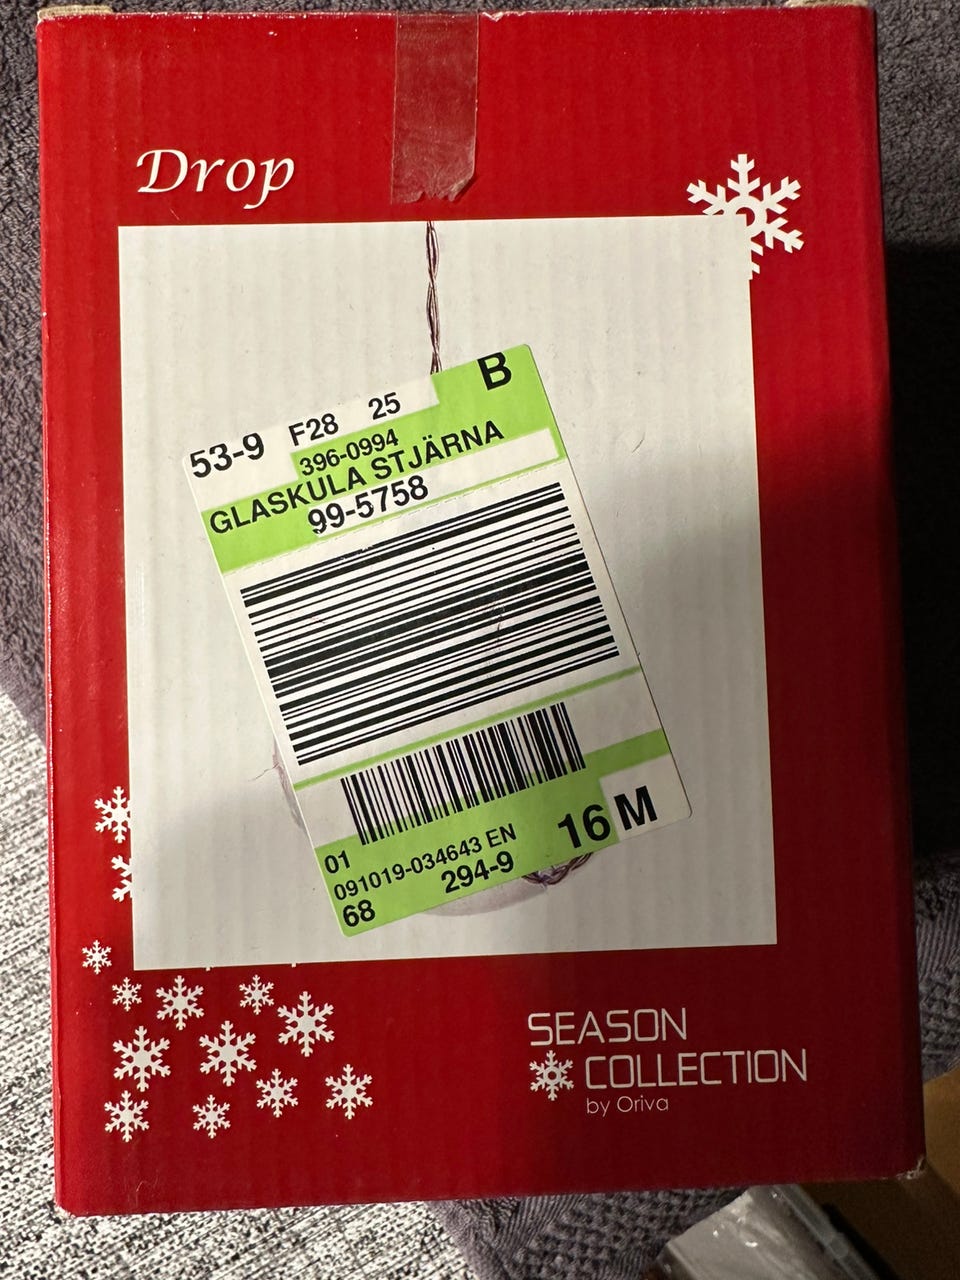 Drop
53-9 F28 25 B
396-0994
GLASKULA STJÄRNA
99-5758
01
091019-034643 EN
68 294-9 16 M
SEASON
COLLECTION
by Oriva